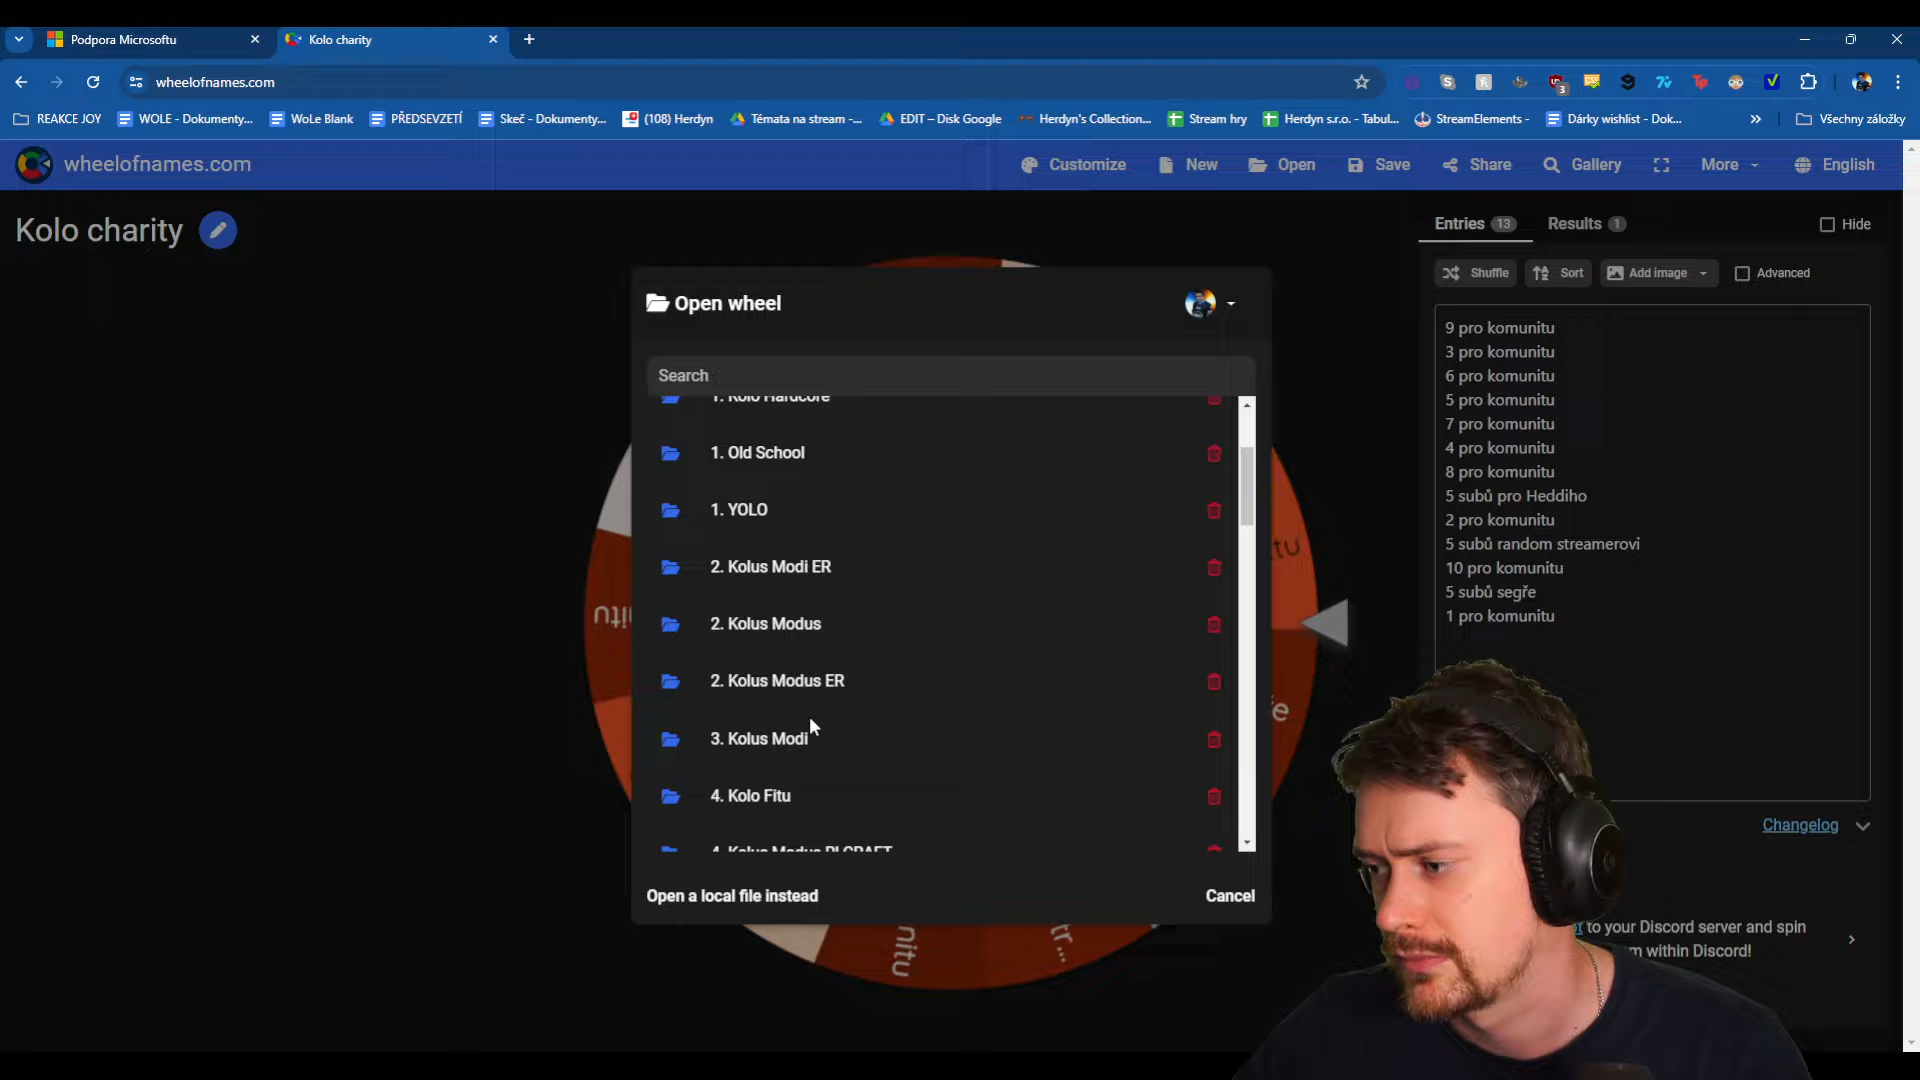 Podpora Microsoftu
Kolo charity
wheelofnames.com
REAKCE JOY
WOLE - Dokumenty...
WoLe Blank
PŘEDSEVZETÍ
Skeč - Dokumenty...
(108) Herdyn
Témata na stream -...
EDIT – Disk Google
Herdyn's Collection...
Stream hry
Herdyn s.r.o. - Tabul...
StreamElements -
Dárky wishlist - Dok...
Všechny záložky
wheelofnames.com
Customize
New
Open
Save
Share
Gallery
More
English
Kolo charity
Entries 13
Results 1
Hide
Shuffle
Sort
Add image
Advanced
9 pro komunitu
3 pro komunitu
6 pro komunitu
5 pro komunitu
7 pro komunitu
4 pro komunitu
8 pro komunitu
5 subů pro Heddiho
2 pro komunitu
5 subů random streamerovi
10 pro komunitu
5 subů segře
1 pro komunitu
Open wheel
Search
1. Kolo Hardcore
1. Old School
1. YOLO
2. Kolus Modi ER
2. Kolus Modus
2. Kolus Modus ER
3. Kolus Modi
4. Kolo Fitu
4. Kolus Modus RLCRAFT
Open a local file instead
Cancel
Changelog
to your Discord server and spin
m within Discord!